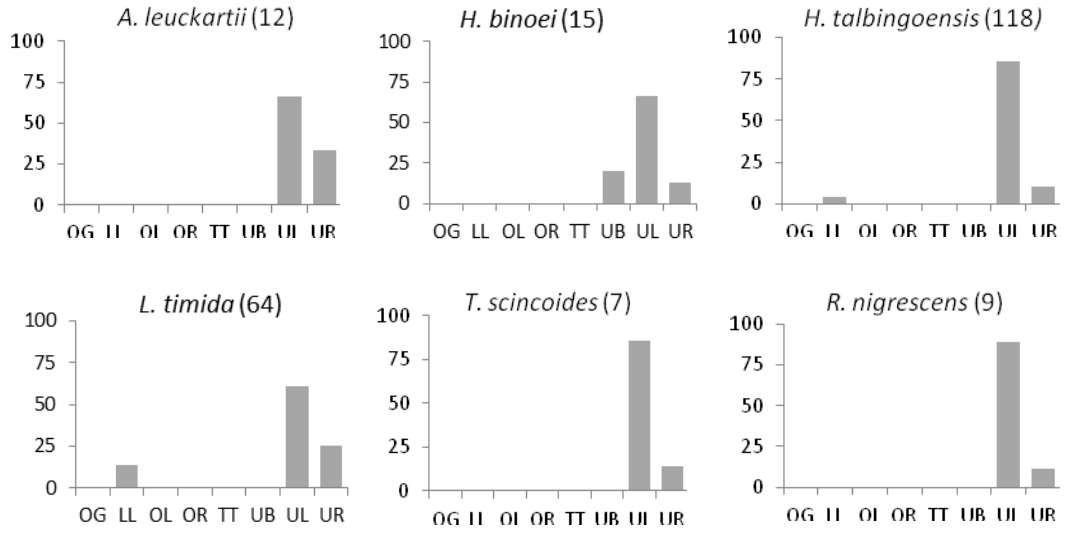 A. leuckartii (12)
100
75
50
25
0
OG LL OL OR TT UB UL UR
H. binoei (15)
100
75
50
25
0
OG LL OL OR TT UB UL UR
H. talbingoensis (118)
100
75
50
25
0
OG LL OL OR TT UB UL UR
L. timida (64)
100
75
50
25
0
OG LL OL OR TT UB UL UR
T. scincoides (7)
100
75
50
25
0
OG LL OL OR TT UB UL UR
R. nigrescens (9)
100
75
50
25
0
OG LL OL OR TT UB UL UR